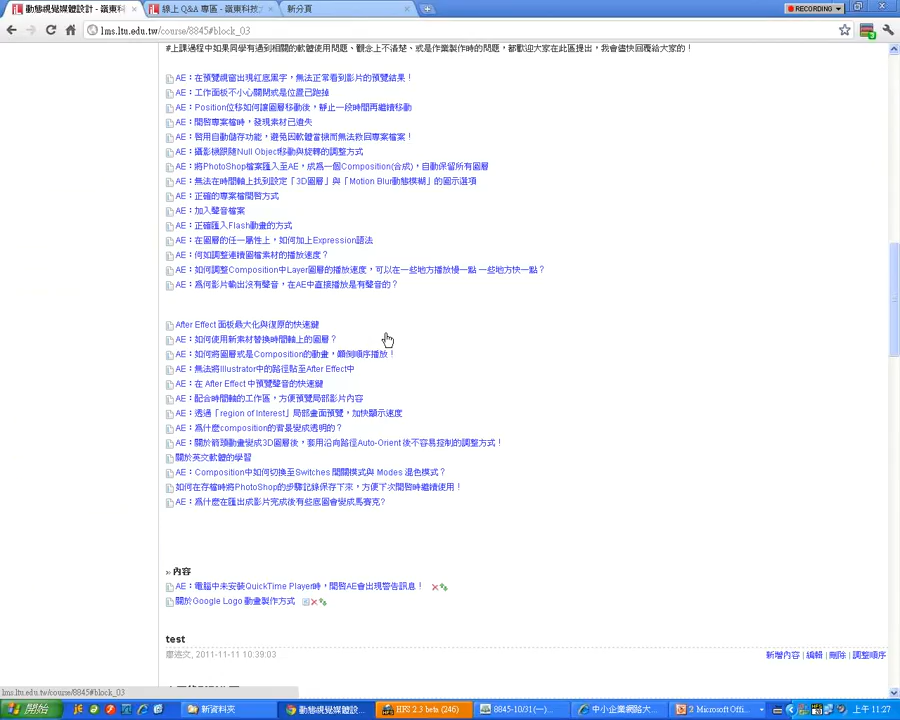 動態視覺媒體設計 - 嶺東科
線上 Q&A 專區 - 嶺東科技
新分頁
RECORDING
lms.ltu.edu.tw/course/8845#block_03
#上課過程中如果同學有遇到相關的軟體使用問題、觀念上不清楚、或是作業製作時的問題，都歡迎大家在此區提出，我會儘快回覆給大家的！
AE：在預覽視窗出現紅底黑字，無法正常看到影片的預覽結果！
AE：工作面板不小心關閉或是位置已跑掉
AE：Position位移如何讓圖層移動後，靜止一段時間再繼續移動
AE：開啟專案檔時，發現素材已遺失
AE：啓用自動儲存功能，避免因軟體當機而無法救回專案檔案！
AE：攝影機跟隨Null Object移動與旋轉的調整方式
AE：將PhotoShop檔案匯入至AE，成為一個Composition(合成)，自動保留所有圖層
AE：無法在時間軸上找到設定「3D圖層」與「Motion Blur動態模糊」的圖示選項
AE：正確的專案檔開啟方式
AE：加入聲音檔案
AE：正確匯入Flash動畫的方式
AE：在圖層的任一屬性上，如何加上Expression語法
AE：何如調整連續圖檔素材的播放速度？
AE：如何調整Composition中Layer圖層的播放速度，可以在一些地方播放慢一點 一些地方快一點？
AE：為何影片輸出沒有聲音，在AE中直接播放是有聲音的？
After Effect 面板最大化與復原的快速鍵
AE：如何使用新素材替換時間軸上的圖層？
AE：如何將圖層或是Composition的動畫，顛倒順序播放！
AE：無法將Illustrator中的路徑貼至After Effect中
AE：在 After Effect 中預覽聲音的快速鍵
AE：配合時間軸的工作區，方便預覽局部影片內容
AE：透過「region of Interest」局部畫面預覽，加快顯示速度
AE：為什麼composition的背景變成透明的？
AE：關於箭頭動畫變成3D圖層後，套用沿向路徑Auto-Orient 後不容易控制的調整方式！
關於英文軟體的學習
AE：Composition中如何切換至Switches 開關模式與 Modes 混色模式？
如何在存檔時將PhotoShop的步驟記錄保存下來，方便下次開啟時繼續使用！
AE：為什麼在匯出成影片完成後有些底圖會變成馬賽克？
» 內容
AE：電腦中未安裝QuickTime Player時，開啟AE會出現警告訊息！
關於Google Logo 動畫製作方式
test
2011-11-11 10:39:03
新增內容 | 編輯 | 刪除 | 調整順序
lms.ltu.edu.tw/course/8845#block_03
開始
新資料夾
動態視覺媒體設...
HFS 2.3 beta (246)
8845-10/31(一)...
中小企業網路大...
2 Microsoft Offi...
上午 11:27